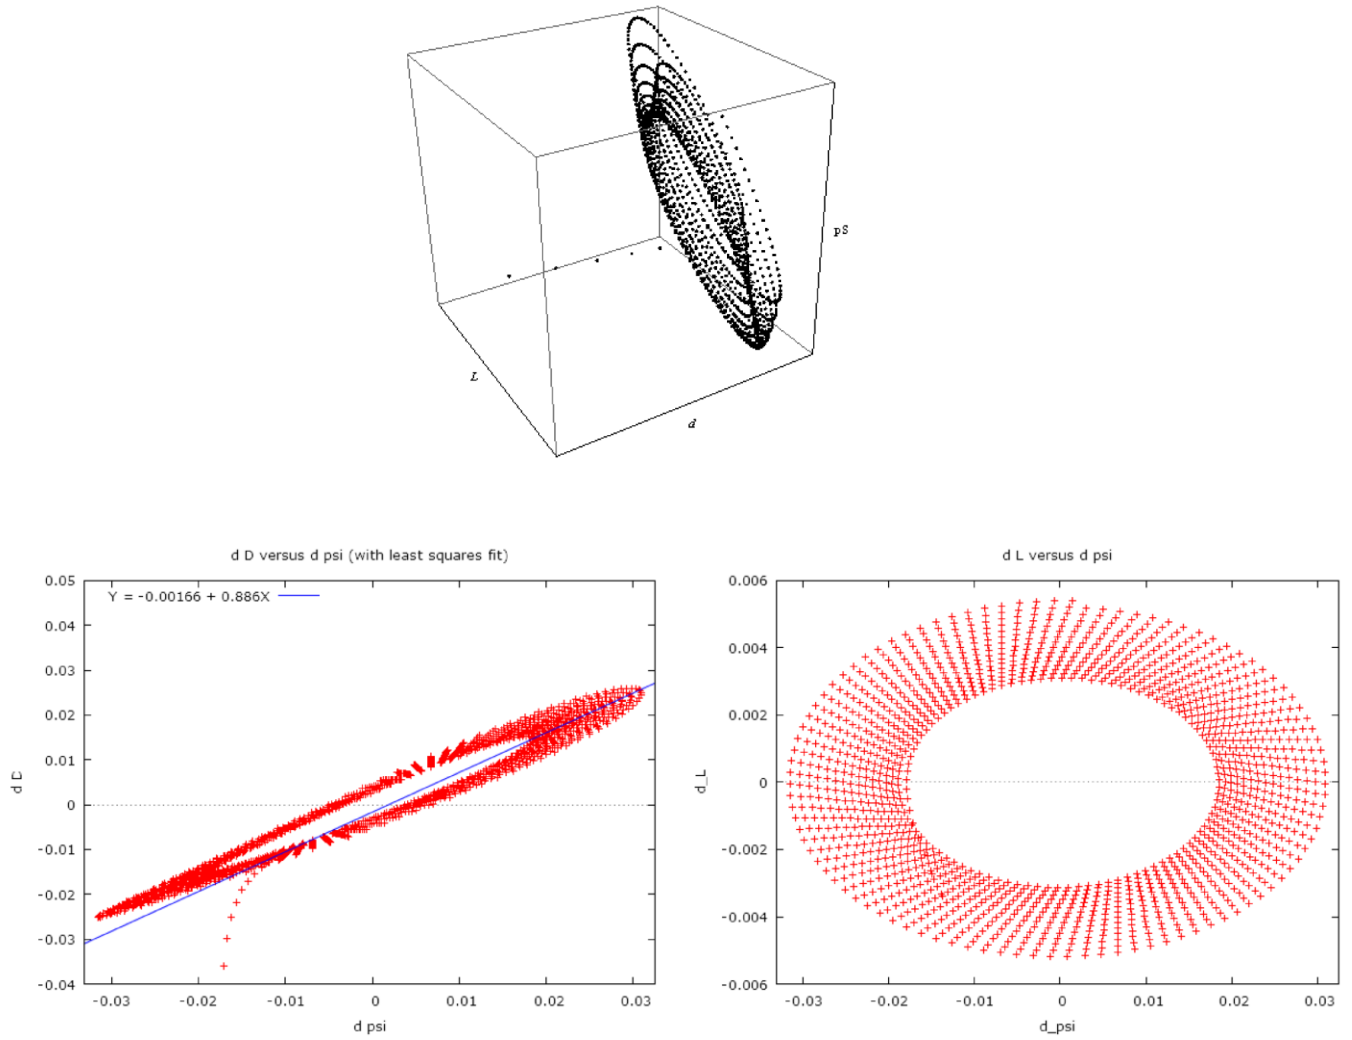 pS
L
d
d D versus d psi (with least squares fit)
0.05
Y = -0.00166 + 0.886X
0.04
0.03
0.02
0.01
0
-0.01
-0.02
-0.03
-0.04
d D
-0.03 -0.02 -0.01 0 0.01 0.02 0.03
d psi
d L versus d psi
0.006
0.004
0.002
0
-0.002
-0.004
-0.006
d_L
-0.03 -0.02 -0.01 0 0.01 0.02 0.03
d_psi